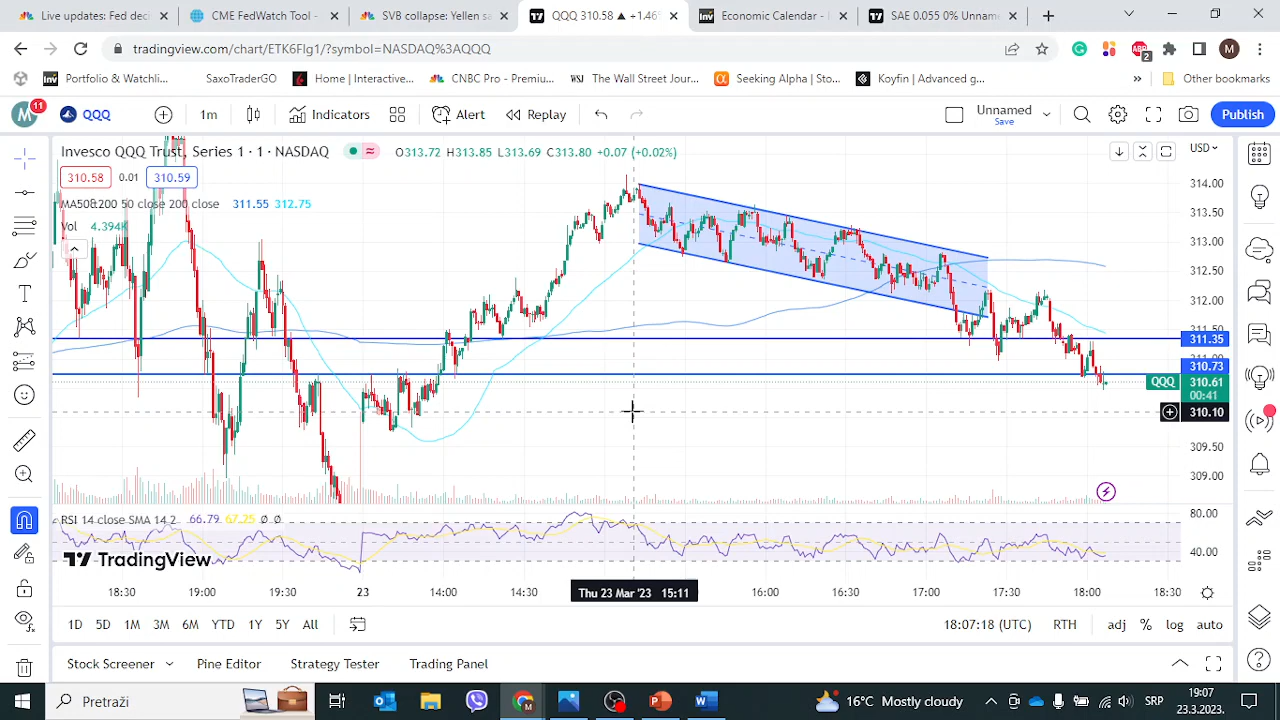 Live updated deci
CME FedWatch Tool -
SVB collapse: Yellen sa
QQQ 310.58 ▲ +1.46%
Economic Calendar - I
SAE 0.055 0% Unname
tradingview.com/chart/ETK6FIg1/?symbol=NASDAQ%3AQQQ
M
Portfolio & Watchli...
SaxoTraderGO
Home | Interactive...
CNBC Pro - Premiu...
The Wall Street Jour...
Seeking Alpha | Sto...
Koyfin | Advanced g...
Other bookmarks
M 11
QQQ
1m
Indicators
Alert
Replay
Unnamed
Save
Publish
Invesco QQQ Trust, Series 1 · 1 · NASDAQ
O313.72 H313.85 L313.69 C313.80 +0.07 (+0.02%)
USD
310.58 0.01 310.59
MA50&200 50 close 200 close 311.55 312.75
Vol 4.394K
314.00
313.50
313.00
312.50
312.00
311.50
311.35
311.00
310.73
QQQ 310.61
00:41
310.10
309.50
309.00
RSI 14 close SMA 14 2 66.79 67.25 Ø Ø
80.00
40.00
TradingView
18:30 19:00 19:30 23 14:00 14:30 Thu 23 Mar '23 15:11 16:00 16:30 17:00 17:30 18:00 18:30
1D 5D 1M 3M 6M YTD 1Y 5Y All
18:07:18 (UTC) RTH adj % log auto
Stock Screener Pine Editor Strategy Tester Trading Panel
Pretraži
16°C Mostly cloudy
SRP
19:07
23.3.2023.